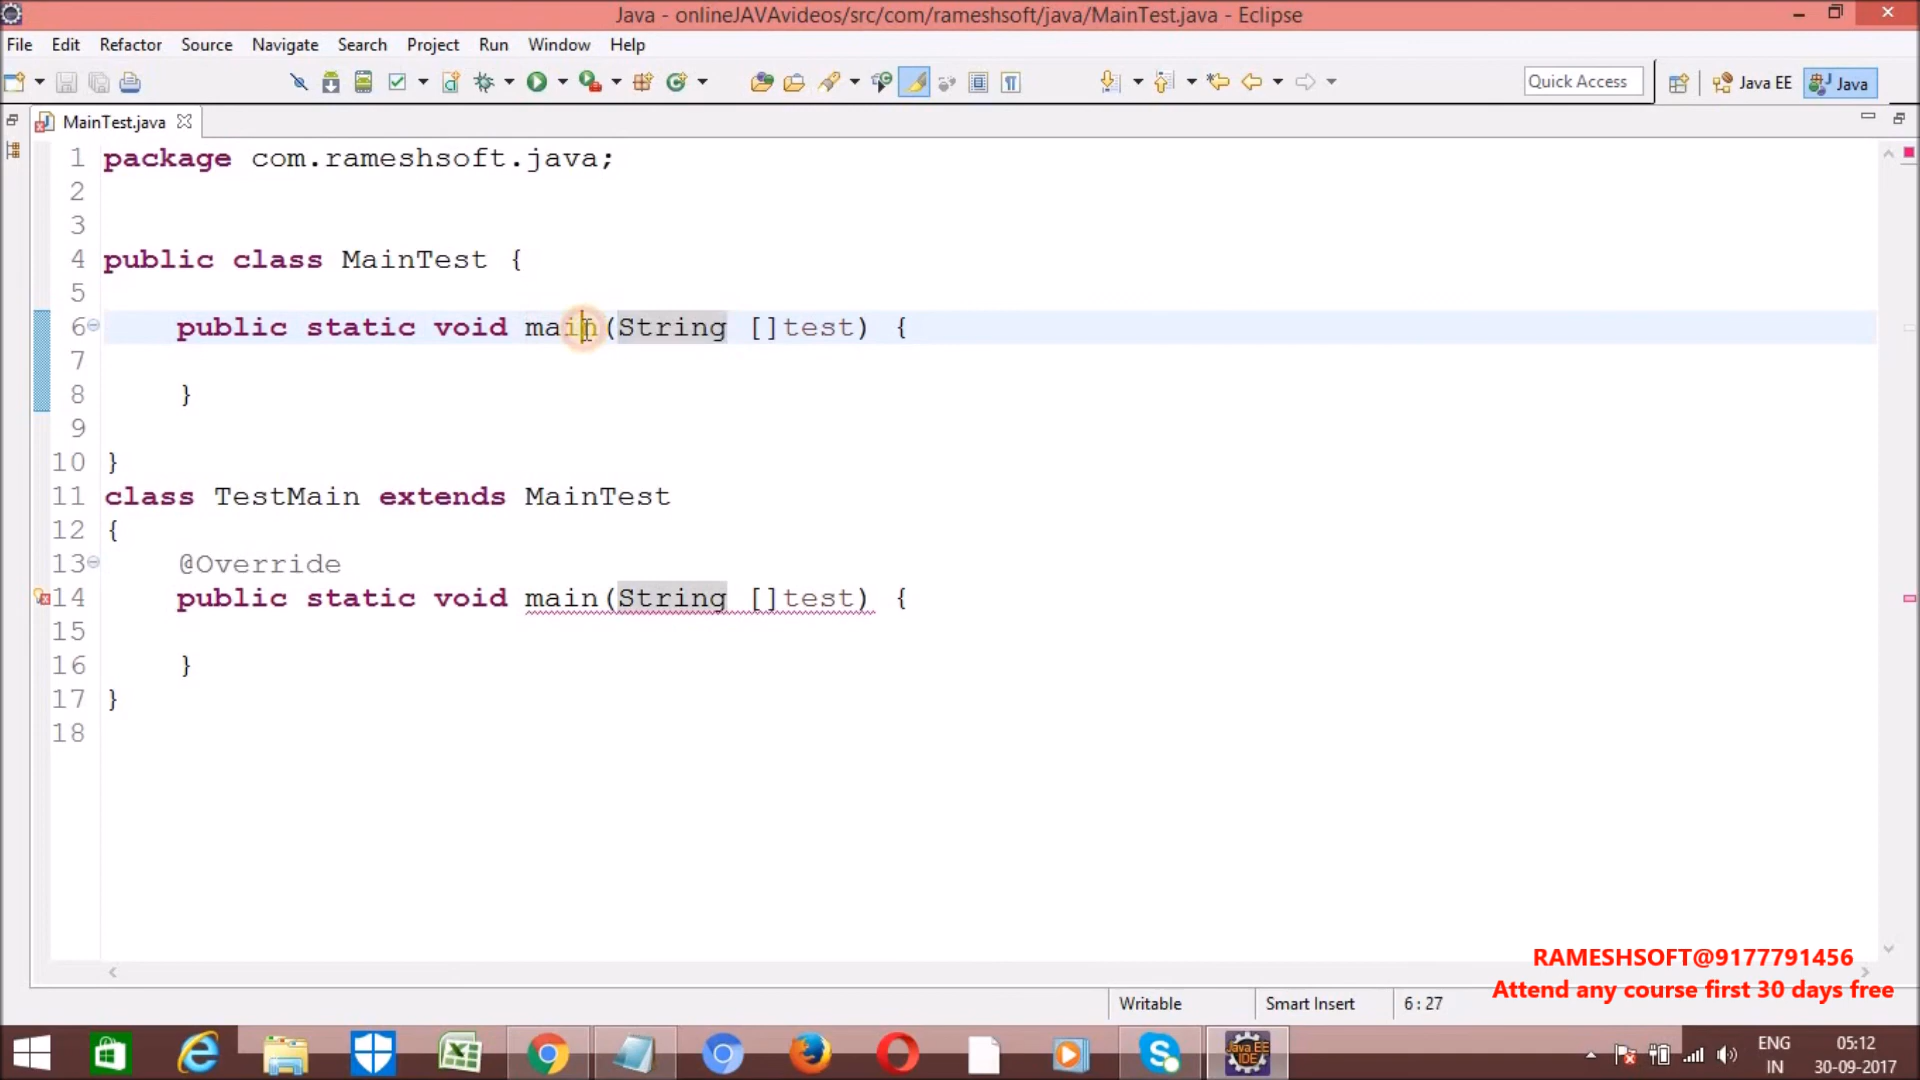 Java - onlineJAVAvideos/src/com/rameshsoft/java/MainTest.java - Eclipse
File Edit Refactor Source Navigate Search Project Run Window Help
Quick Access Java EE Java
MainTest.java
1 package com.rameshsoft.java;
2
3
4 public class MainTest {
5
6 public static void main(String []test) {
7
8 }
9
10 }
11 class TestMain extends MainTest
12 {
13 @Override
14 public static void main(String []test) {
15
16 }
17 }
18
RAMESHSOFT@9177791456
Attend any course first 30 days free
Writable Smart Insert 6 : 27
Java EE
IDE
ENG 05:12
IN 30-09-2017